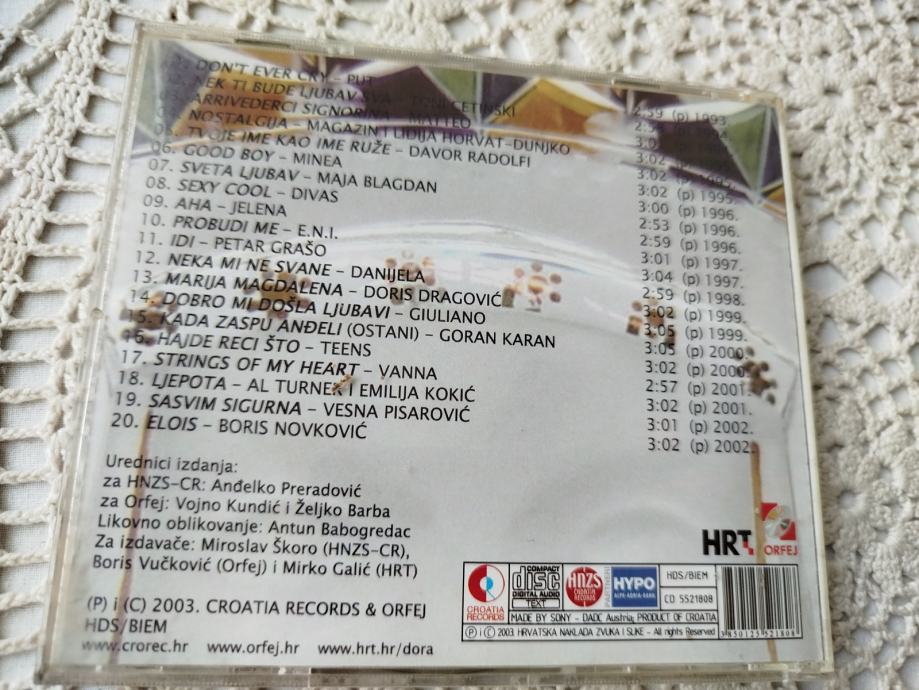 DON'T EVER CRY – PUT 2:59 (p) 1993
NEK TI BUDE LJUBAV SVA – TONI CETINSKI
ARRIVEDERCI SIGNORINA – MATTEO
NOSTALGIJA – MAGAZIN I LIDIJA HORVAT-DUNJKO 3:02
TVOJE IME KAO IME RUŽE – DAVOR RADOLFI 3:02 (p) 1995.
06. GOOD BOY – MINEA 3:00 (p) 1996.
07. SVETA LJUBAV – MAJA BLAGDAN 2:53 (p) 1996.
08. SEXY COOL – DIVAS 2:59 (p) 1996.
09. AHA – JELENA 3:01 (p) 1997.
10. PROBUDI ME – E.N.I. 3:04 (p) 1997.
11. IDI – PETAR GRAŠO 2:59 (p) 1998.
12. NEKA MI NE SVANE – DANIJELA 3:02 (p) 1999.
13. MARIJA MAGDALENA – DORIS DRAGOVIĆ 3:05 (p) 1999.
14. DOBRO MI DOŠLA LJUBAVI – GIULIANO 3:05 (p) 2000.
15. KADA ZASPU ANĐELI (OSTANI) – GORAN KARAN 3:02 (p) 2000
16. HAJDE RECI ŠTO – TEENS 2:57 (p) 2001.
17. STRINGS OF MY HEART – VANNA 3:02 (p) 2001.
18. LJEPOTA – AL TURNER I EMILIJA KOKIĆ 3:01 (p) 2002.
19. SASVIM SIGURNA – VESNA PISAROVIĆ 3:02 (p) 2002.
20. ELOIS – BORIS NOVKOVIĆ
Urednici izdanja:
za HNZS-CR: Anđelko Preradović
za Orfej: Vojno Kundić i Željko Barba
Likovno oblikovanje: Antun Babogredac
Za izdavače: Miroslav Škoro (HNZS-CR),
Boris Vučković (Orfej) i Mirko Galić (HRT)
(P) i (C) 2003. CROATIA RECORDS & ORFEJ
HDS/BIEM
www.crorec.hr www.orfej.hr www.hrt.hr/dora
HRT ORFEJ
CROATIA RECORDS
COMPACT disc DIGITAL AUDIO TEXT
HNZS CROATIA RECORDS
HYPO ALPE-ADRIA-BANK
HDS/BIEM
CD 5521808
MADE BY SONY - DADC Austria; PRODUCT OF CROATIA
(P) i (C) 2003. HRVATSKA NAKLADA ZVUKA I SLIKE - All rights Reserved
3850125521808